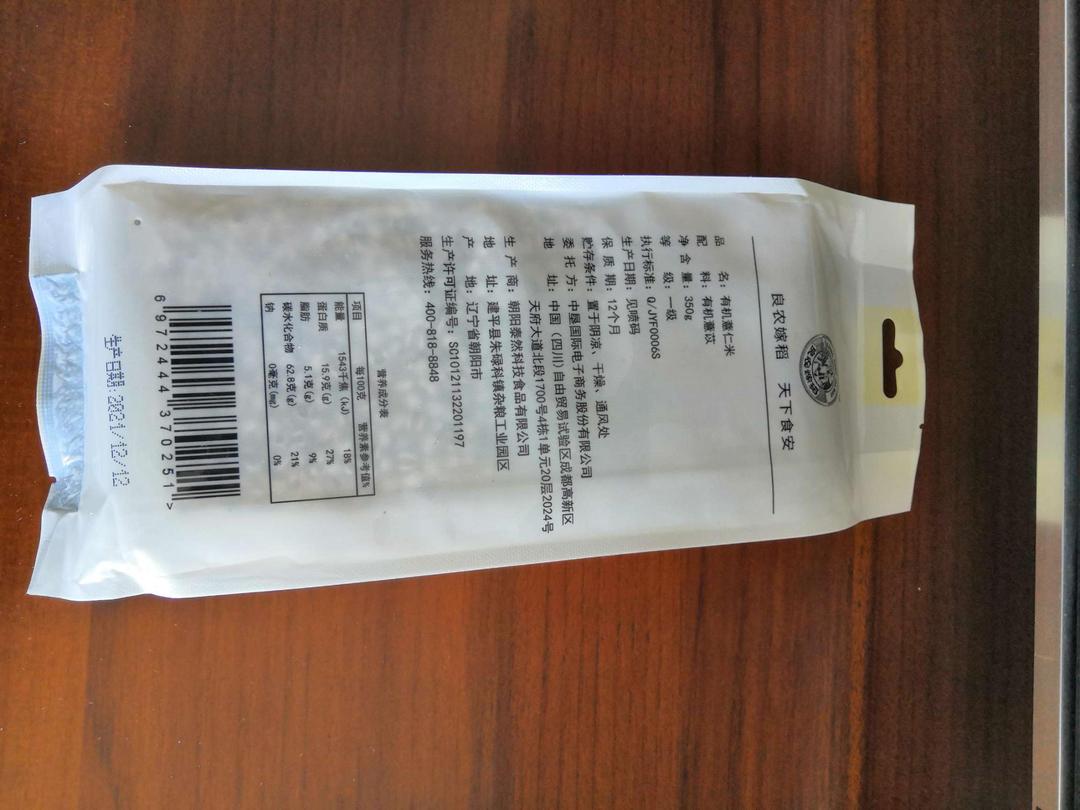 良农嫁稻 天下食安
品 名：有机薏仁米
配 料：有机薏苡
净 含 量：350g
等 级：一级
执行标准：Q/JYF0006S
生产日期：见喷码
保 质 期：12个月
贮存条件：置于阴凉、干燥、通风处
委 托 方：中垦国际电子商务股份有限公司
地 址：中国（四川）自由贸易试验区成都高新区
天府大道北段1700号4栋1单元20层2024号
生 产 商：朝阳泰然科技食品有限公司
地 址：建平县朱碌科镇杂粮工业园区
产 地：辽宁省朝阳市
生产许可证编号：SC10121132201197
服务热线：400-818-8848
营养成分表
项目 每100克 营养素参考值%
能量 1543千焦（kJ） 18%
蛋白质 15.9克(g) 27%
脂肪 5.1克(g) 9%
碳水化合物 62.8克(g) 21%
钠 0毫克(mg) 0%
6 972444 370251 >
生产日期 2021/12/12